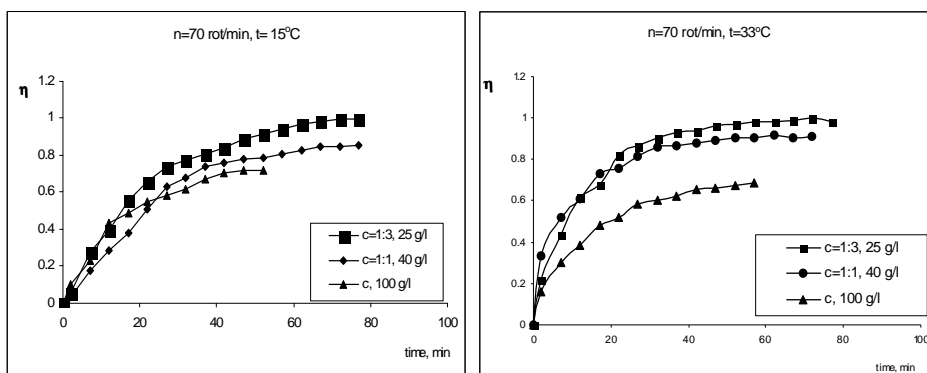 n=70 rot/min, t= 15°C
η
1.2
1
0.8
0.6
0.4
0.2
0
0
20
40
60
80
100
time, min
c=1:3, 25 g/l
c=1:1, 40 g/l
c, 100 g/l
n=70 rot/min, t=33°C
η
1.2
1
0.8
0.6
0.4
0.2
0
0
20
40
60
80
100
time, min
c=1:3, 25 g/l
c=1:1, 40 g/l
c, 100 g/l